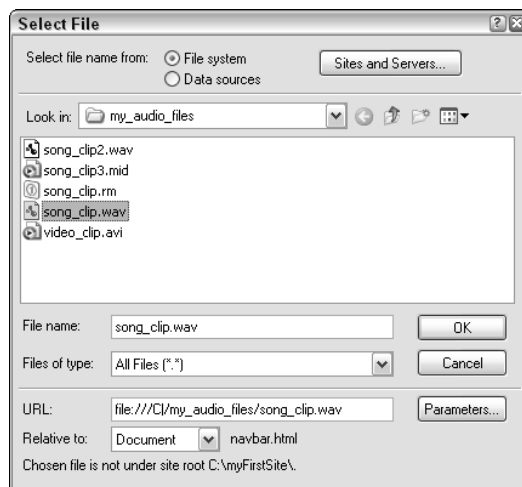 Select File
Select file name from: File system Sites and Servers...
Data sources
Look in: my_audio_files
song_clip2.wav
song_clip3.mid
song_clip.rm
song_clip.wav
video_clip.avi
File name: song_clip.wav OK
Files of type: All Files (*.*) Cancel
URL: file:///C|/my_audio_files/song_clip.wav Parameters...
Relative to: Document navbar.html
Chosen file is not under site root C:\myFirstSite\.